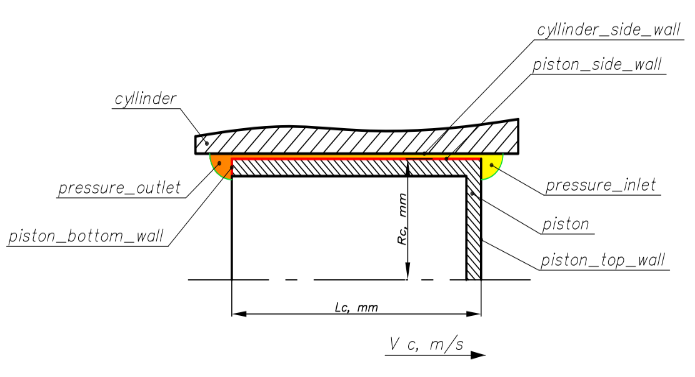 cyllinder_side_wall
piston_side_wall
cyllinder
pressure_outlet
pressure_inlet
piston
piston_bottom_wall
Rc, mm
piston_top_wall
Lc, mm
V c, m/s